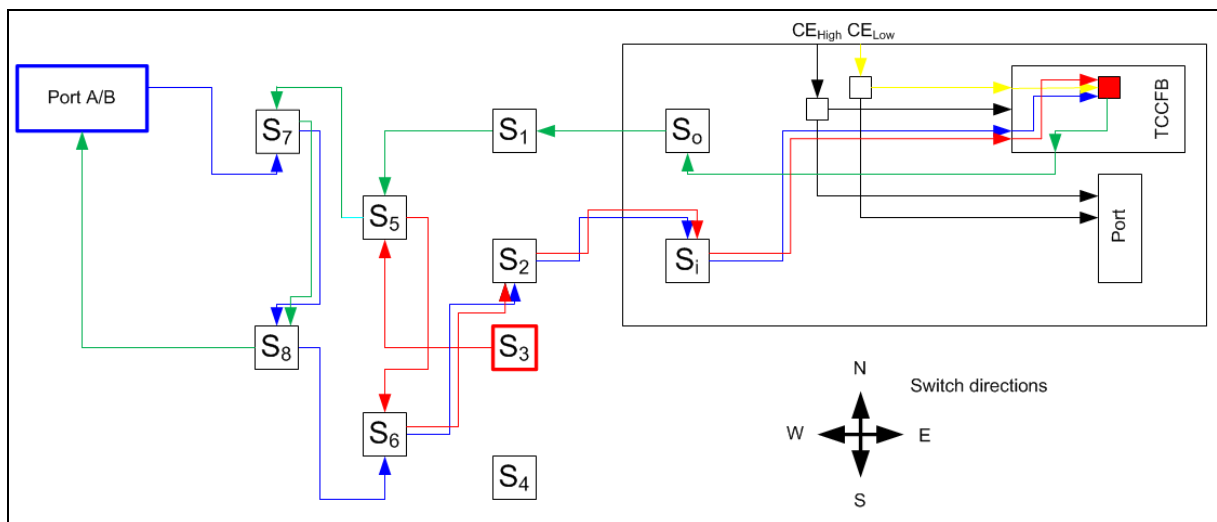 CEHigh CELow
Port A/B
TCCFB
S7
S1
So
S5
Port
S2
Si
S8
S3
N
Switch directions
W
E
S6
S4
S